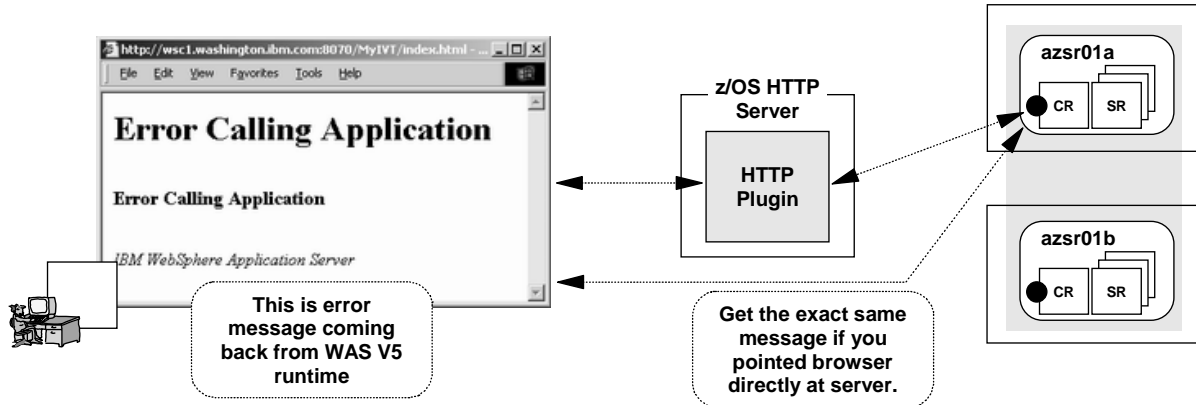 http://wsc1.washington.ibm.com:8070/MyIVT/index.html - ...
File Edit View Favorites Tools Help
Error Calling Application
Error Calling Application
IBM WebSphere Application Server
This is error
message coming
back from WAS V5
runtime
z/OS HTTP
Server
HTTP
Plugin
Get the exact same
message if you
pointed browser
directly at server.
azsr01a
CR SR
azsr01b
CR SR